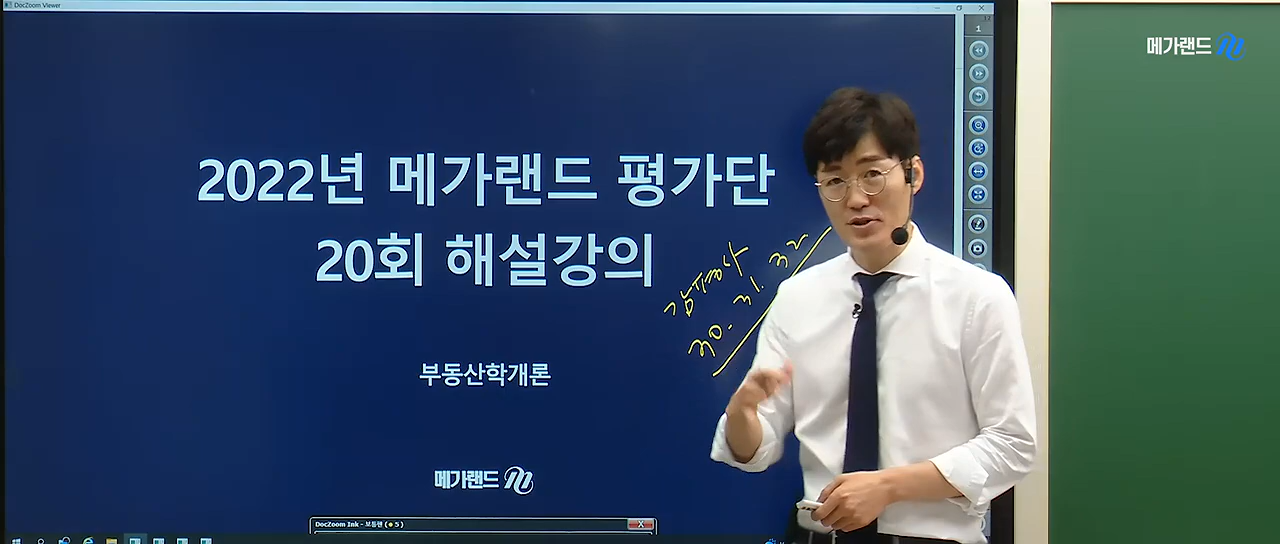 DocZoom Viewer
메가랜드
2022년 메가랜드 평가단
20회 해설강의
감평사
30. 31. 32
부동산학개론
메가랜드
DocZoom Ink - 보통펜 ( 5 )